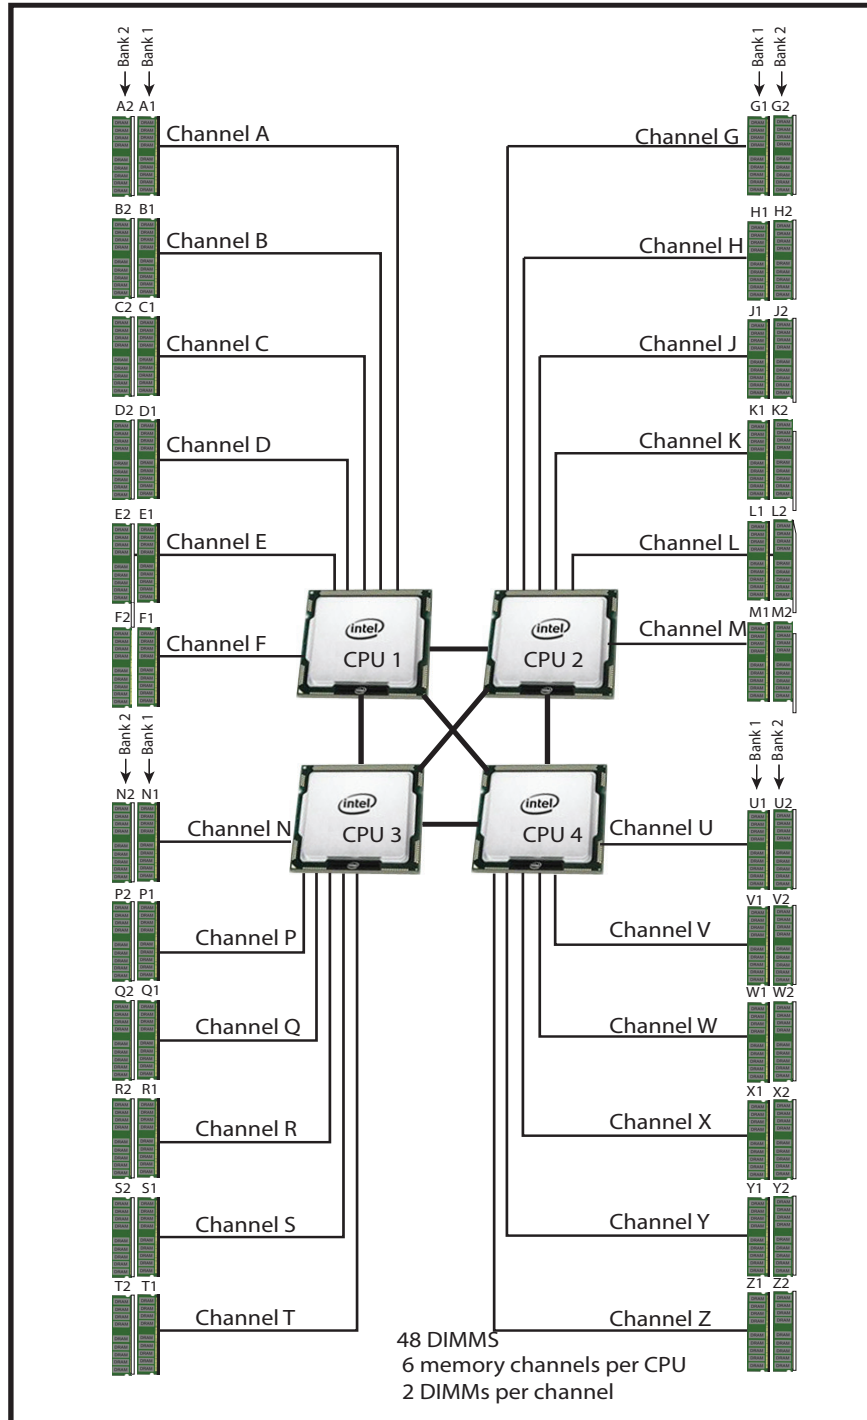 Bank 2
Bank 1
Bank 1
Bank 2
A2 A1
Channel A
Channel G
G1 G2
B2 B1
Channel B
Channel H
H1 H2
C2 C1
Channel C
Channel J
J1 J2
D2 D1
Channel D
Channel K
K1 K2
E2 E1
Channel E
Channel L
L1 L2
F2 F1
Channel F
Channel M
M1 M2
intel
CPU 1
intel
CPU 2
Bank 2
Bank 1
Bank 1
Bank 2
intel
CPU 3
intel
CPU 4
N2 N1
Channel N
Channel U
U1 U2
P2 P1
Channel P
Channel V
V1 V2
Q2 Q1
Channel Q
Channel W
W1 W2
R2 R1
Channel R
Channel X
X1 X2
S2 S1
Channel S
Channel Y
Y1 Y2
T2 T1
Channel T
Channel Z
Z1 Z2
48 DIMMS
6 memory channels per CPU
2 DIMMs per channel